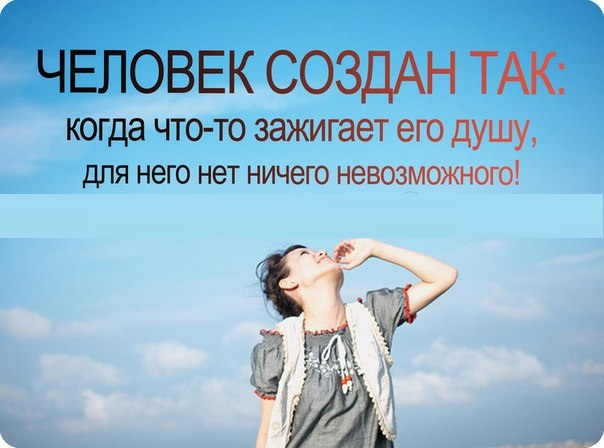 ЧЕЛОВЕК СОЗДАН ТАК:
когда что-то зажигает его душу,
для него нет ничего невозможного!